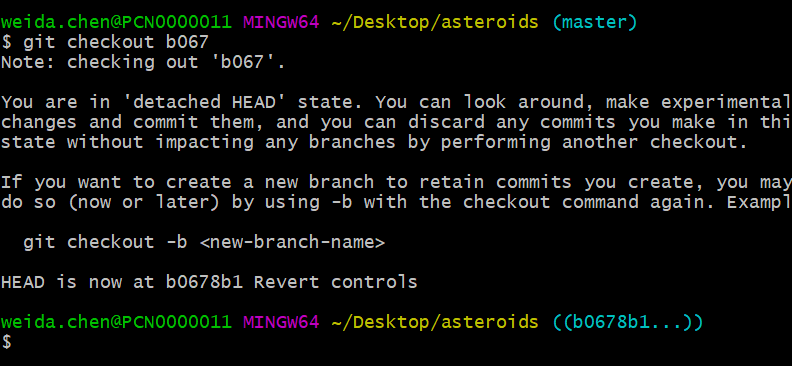 weida.chen@PCN0000011 MINGW64 ~/Desktop/asteroids (master)
$ git checkout b067
Note: checking out 'b067'.
You are in 'detached HEAD' state. You can look around, make experimental
changes and commit them, and you can discard any commits you make in thi
state without impacting any branches by performing another checkout.
If you want to create a new branch to retain commits you create, you may
do so (now or later) by using -b with the checkout command again. Exampl
git checkout -b <new-branch-name>
HEAD is now at b0678b1 Revert controls
weida.chen@PCN0000011 MINGW64 ~/Desktop/asteroids ((b0678b1...))
$